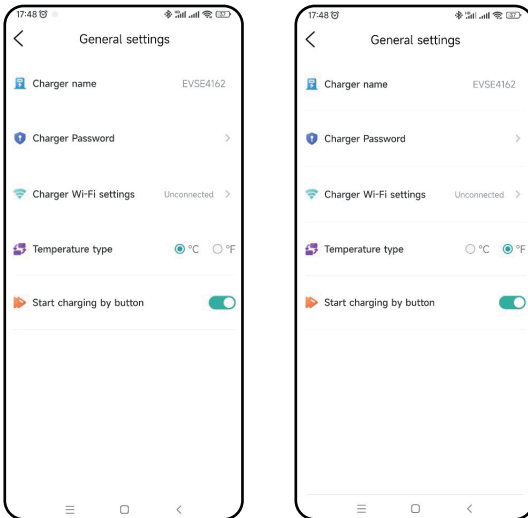 17:48
57
General settings
Charger name
EVSE4162
Charger Password
Charger Wi-Fi settings
Unconnected
Temperature type
°C
°F
Start charging by button
17:48
57
General settings
Charger name
EVSE4162
Charger Password
Charger Wi-Fi settings
Unconnected
Temperature type
°C
°F
Start charging by button